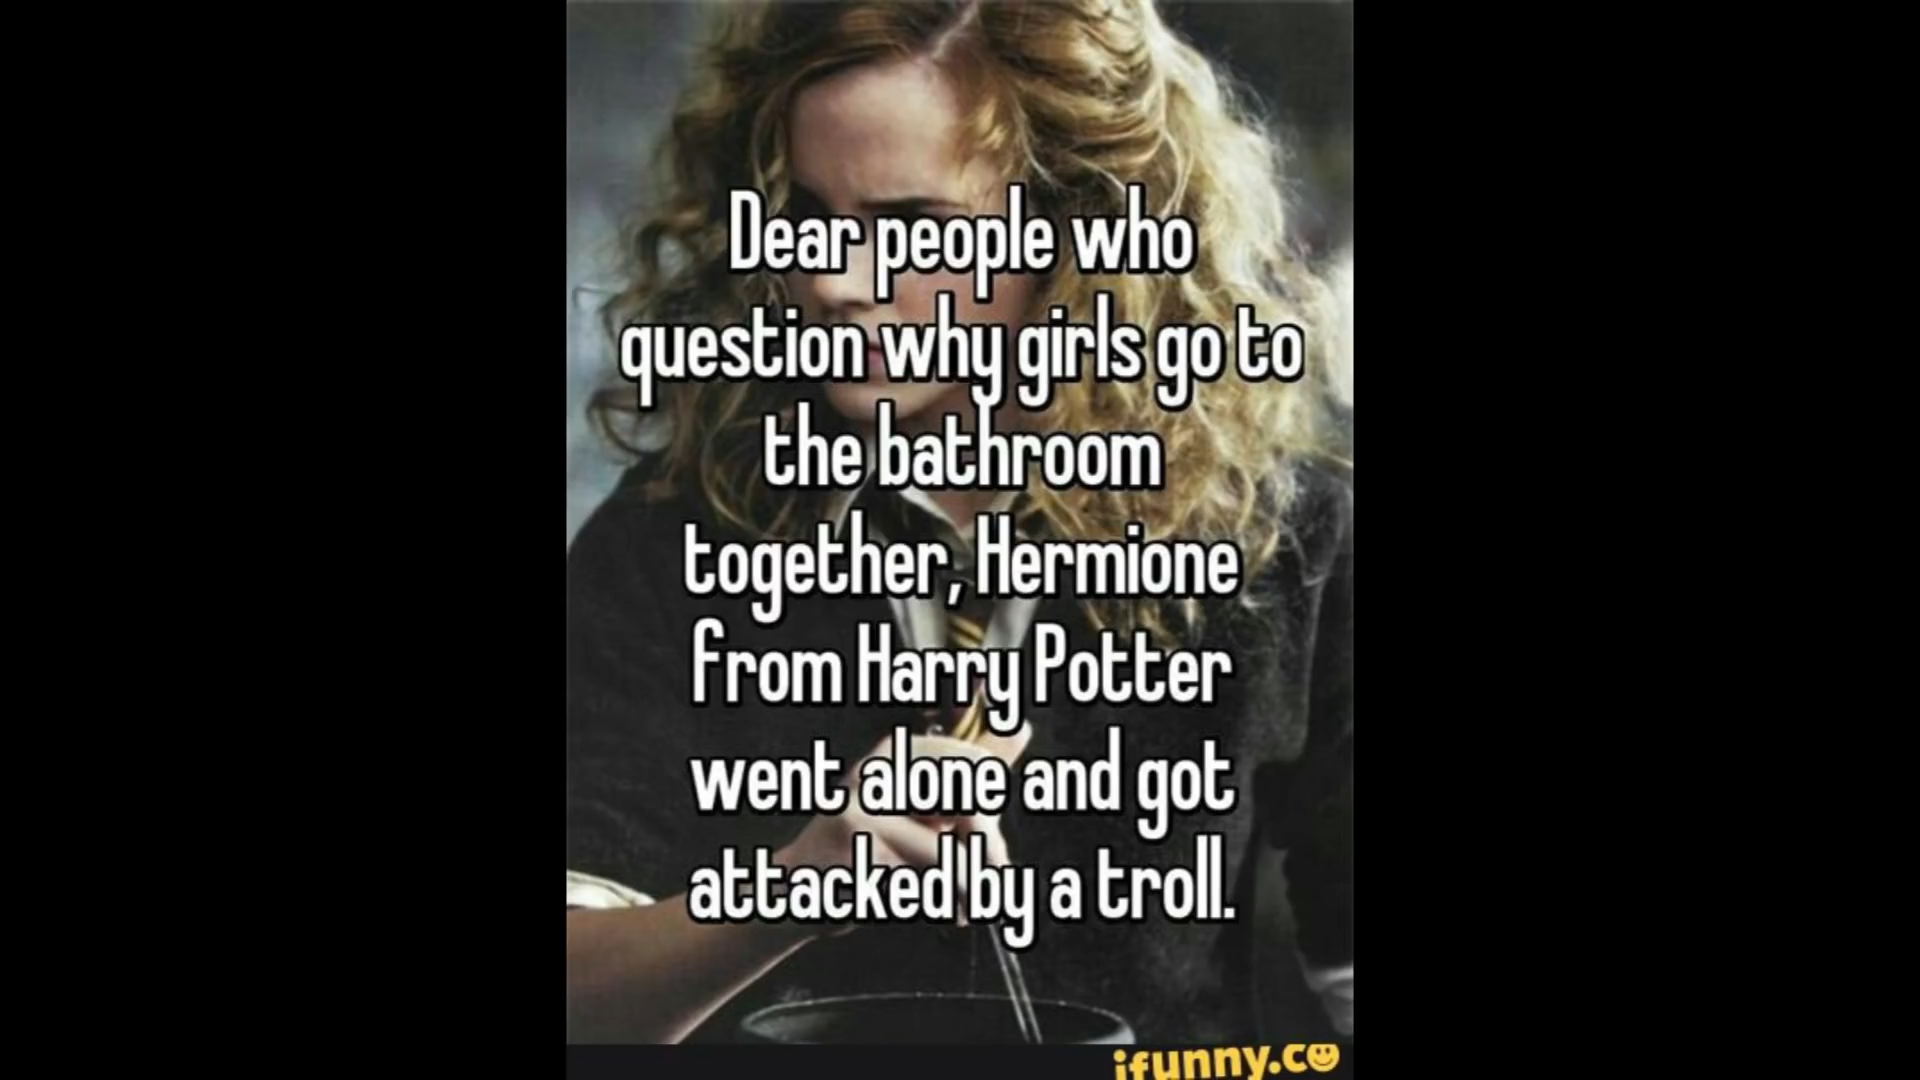 Dear people who
question why girls go to
the bathroom
together, Hermione
from Harry Potter
went alone and got
attacked by a troll.
ifunny.co